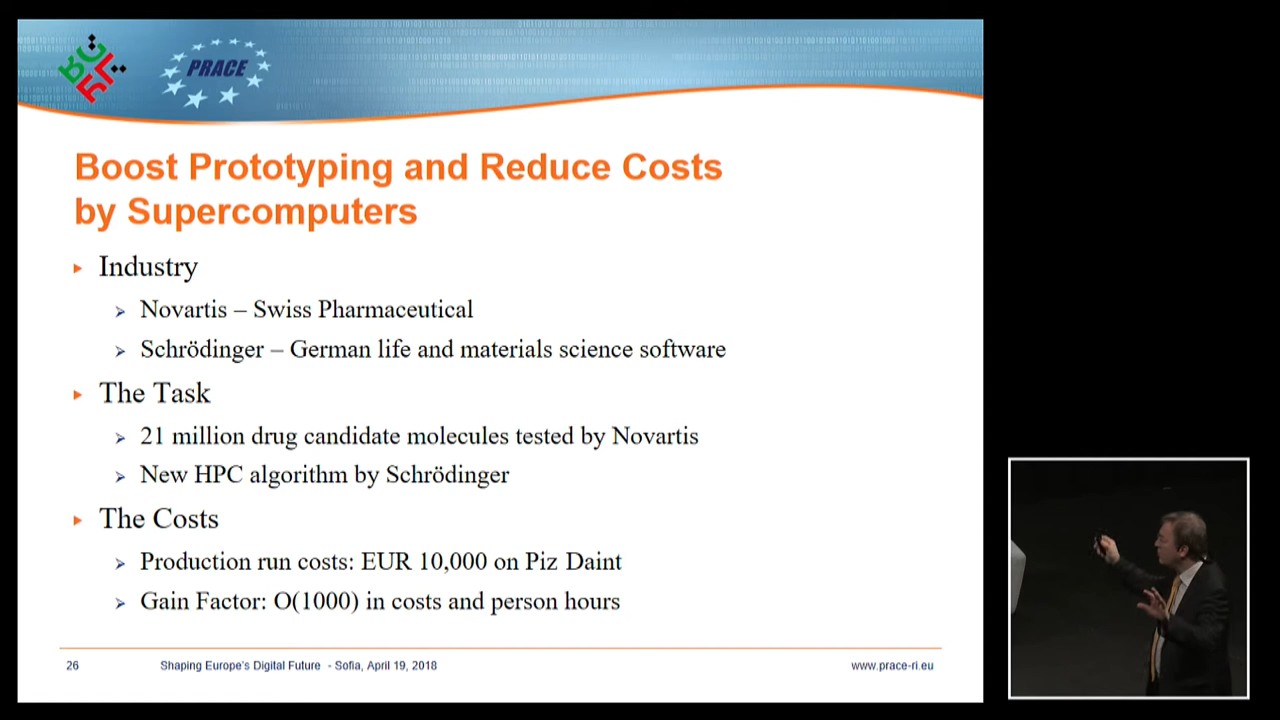 PRACE
Boost Prototyping and Reduce Costs
by Supercomputers
Industry
Novartis – Swiss Pharmaceutical
Schrödinger – German life and materials science software
The Task
21 million drug candidate molecules tested by Novartis
New HPC algorithm by Schrödinger
The Costs
Production run costs: EUR 10,000 on Piz Daint
Gain Factor: O(1000) in costs and person hours
26
Shaping Europe's Digital Future - Sofia, April 19, 2018
www.prace-ri.eu